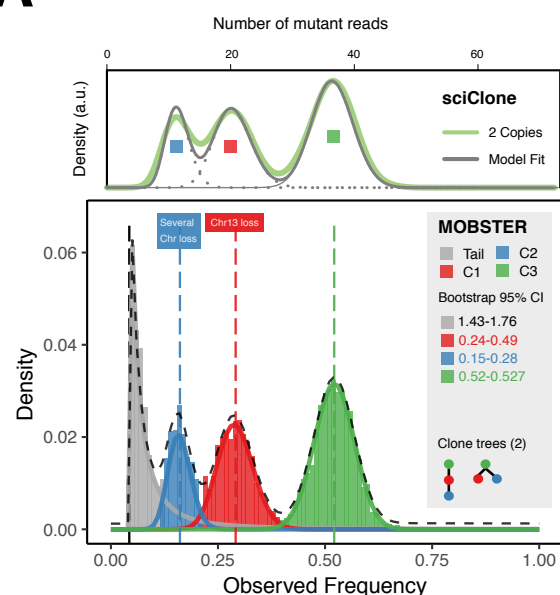 A
Number of mutant reads
0 20 40 60
Density (a.u.)
sciClone
2 Copies
Model Fit
Several
Chr loss
Chr13 loss
MOBSTER
Tail C2
C1 C3
Bootstrap 95% CI
1.43-1.76
0.24-0.49
0.15-0.28
0.52-0.527
Clone trees (2)
Density
0.06
0.04
0.02
0.00
0.00 0.25 0.50 0.75 1.00
Observed Frequency